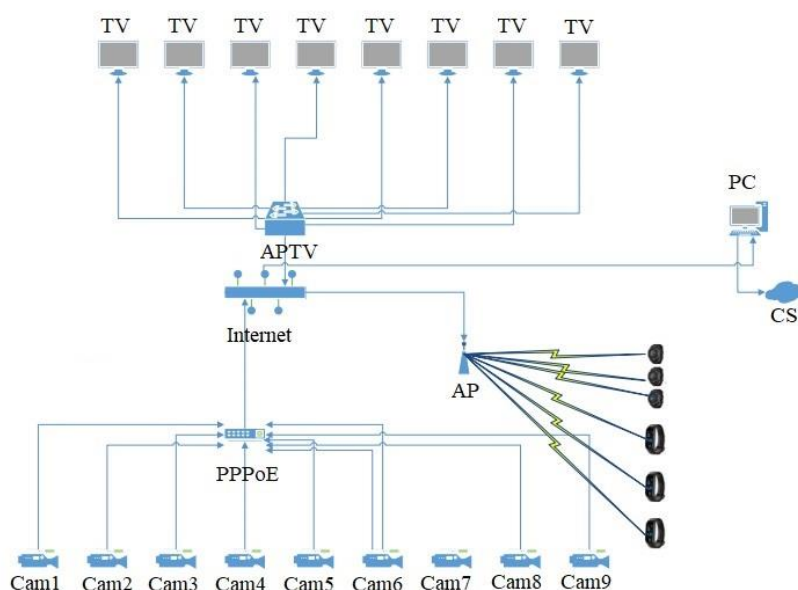 TV TV TV TV TV TV TV TV
PC
APTV
CS
Internet
AP
PPPoE
Cam1 Cam2 Cam3 Cam4 Cam5 Cam6 Cam7 Cam8 Cam9